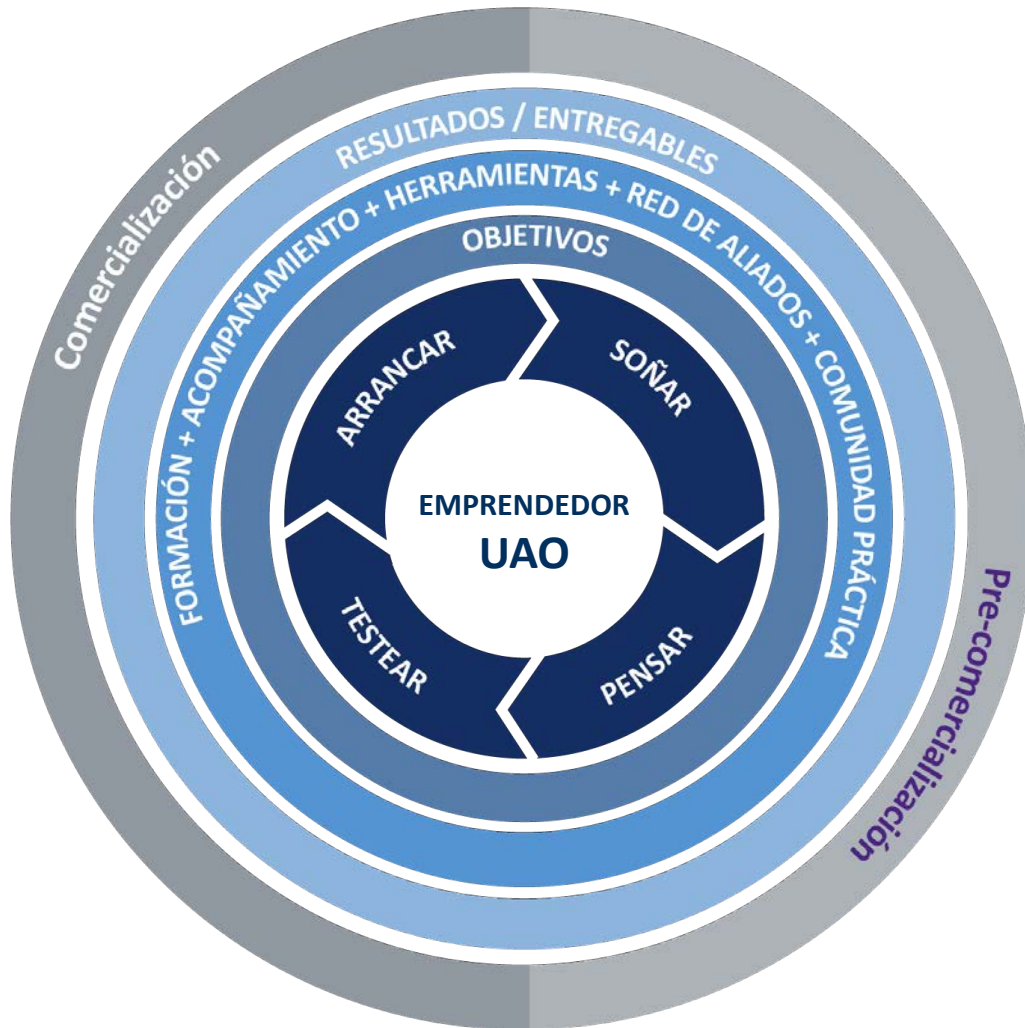 Comercialización
Pre-comercialización
RESULTADOS / ENTREGABLES
FORMACIÓN + ACOMPAÑAMIENTO + HERRAMIENTAS + RED DE ALIADOS + COMUNIDAD PRÁCTICA
OBJETIVOS
ARRANCAR
SOÑAR
PENSAR
TESTEAR
EMPRENDEDOR
UAO